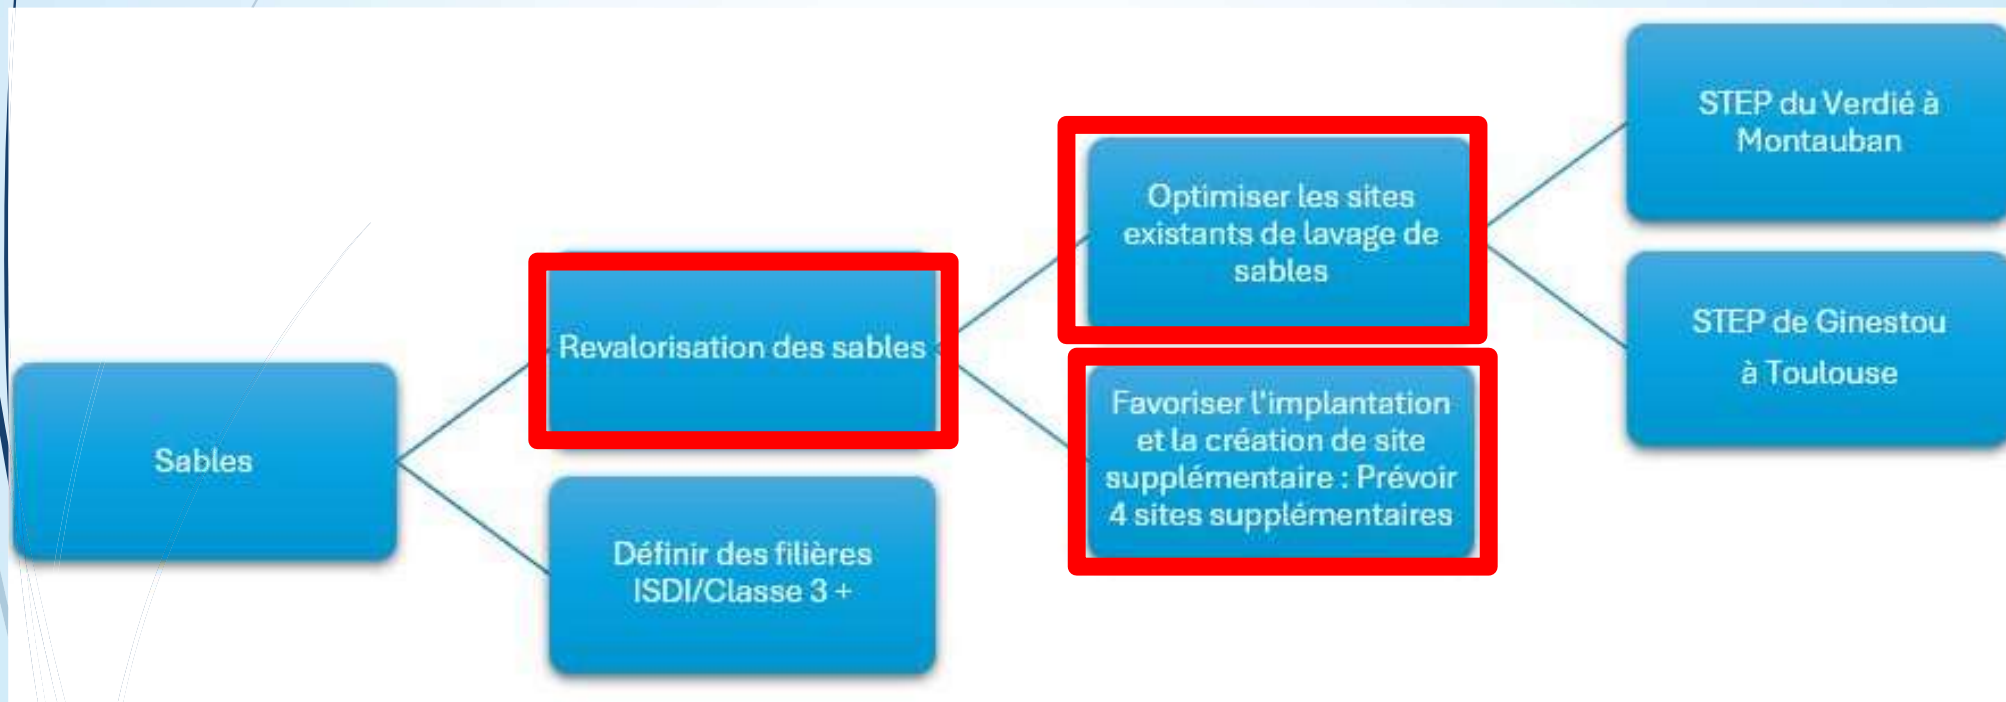 Sables
Revalorisation des sables
Définir des filières
ISDI/Classe 3 +
Optimiser les sites
existants de lavage de
sables
Favoriser l'implantation
et la création de site
supplémentaire : Prévoir
4 sites supplémentaires
STEP du Verdié à
Montauban
STEP de Ginestou
à Toulouse